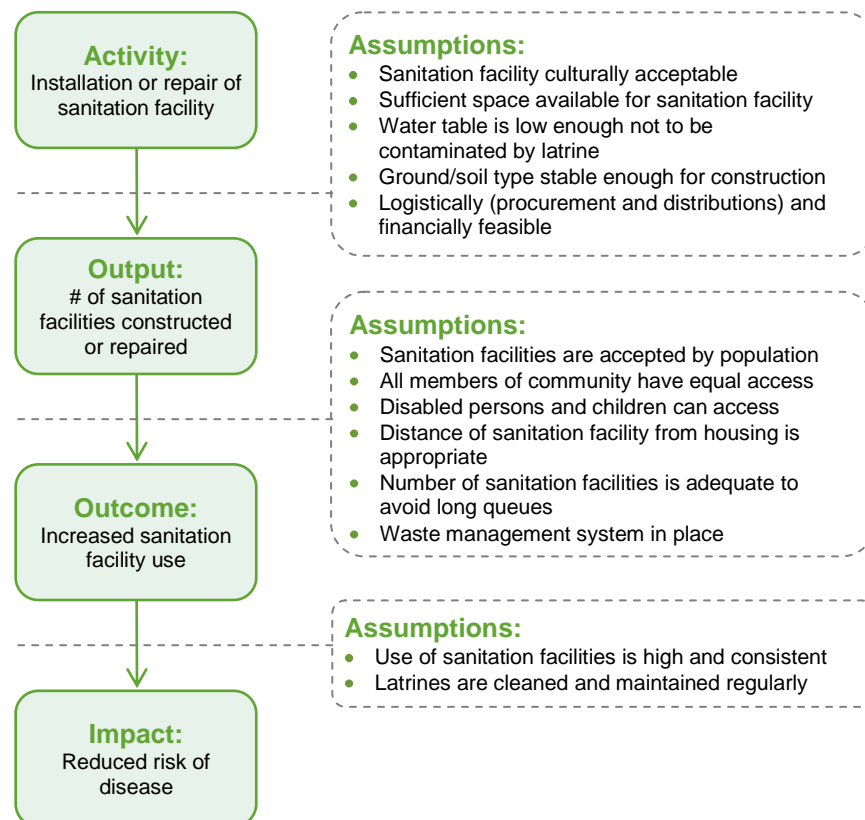 Activity:
Installation or repair of
sanitation facility
Assumptions:
• Sanitation facility culturally acceptable
• Sufficient space available for sanitation facility
• Water table is low enough not to be
contaminated by latrine
• Ground/soil type stable enough for construction
• Logistically (procurement and distributions) and
financially feasible
Output:
# of sanitation
facilities constructed
or repaired
Assumptions:
• Sanitation facilities are accepted by population
• All members of community have equal access
• Disabled persons and children can access
• Distance of sanitation facility from housing is
appropriate
• Number of sanitation facilities is adequate to
avoid long queues
• Waste management system in place
Outcome:
Increased sanitation
facility use
Assumptions:
• Use of sanitation facilities is high and consistent
• Latrines are cleaned and maintained regularly
Impact:
Reduced risk of
disease